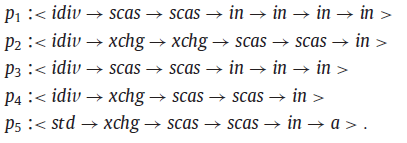 p1 :< idiv → scas → scas → in → in → in → in >
p2 :< idiv → xchg → xchg → scas → scas → in >
p3 :< idiv → scas → scas → in → in → in >
p4 :< idiv → xchg → scas → scas → in >
p5 :< std → xchg → scas → scas → in → a > .